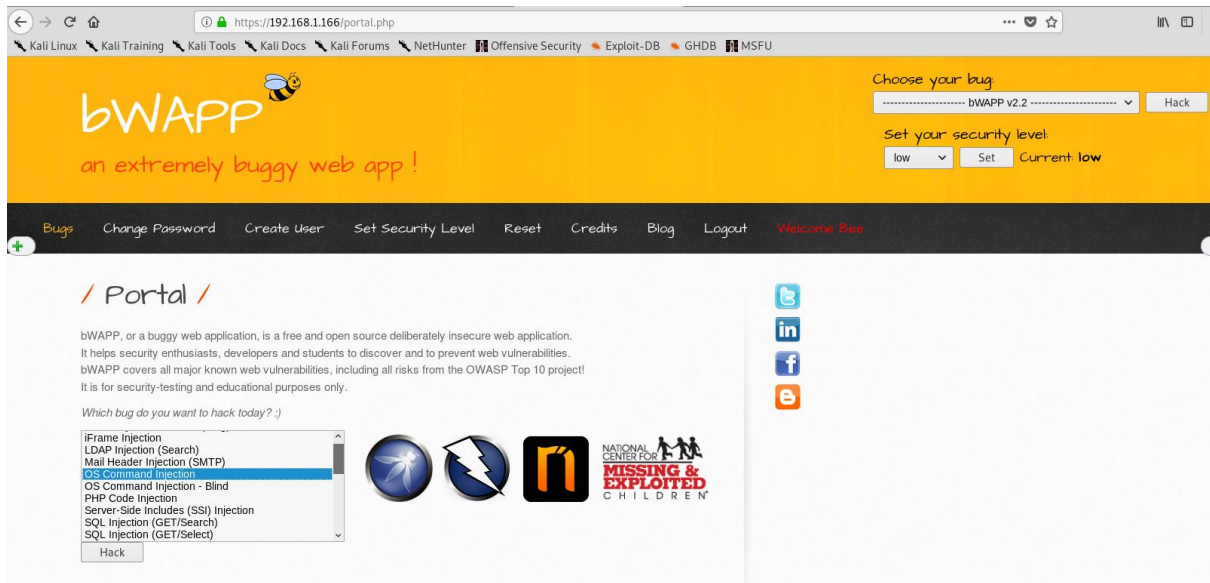 https://192.168.1.166/portal.php
Kali Linux Kali Training Kali Tools Kali Docs Kali Forums NetHunter Offensive Security Exploit-DB GHDB MSFU
bWAPP
an extremely buggy web app !
Choose your bug:
---------------------- bWAPP v2.2 ----------------------- Hack
Set your security level:
low Set Current: low
Bugs Change Password Create User Set Security Level Reset Credits Blog Logout Welcome Bee
/ Portal /
bWAPP, or a buggy web application, is a free and open source deliberately insecure web application.
It helps security enthusiasts, developers and students to discover and to prevent web vulnerabilities.
bWAPP covers all major known web vulnerabilities, including all risks from the OWASP Top 10 project!
It is for security-testing and educational purposes only.
Which bug do you want to hack today? :)
iFrame Injection
LDAP Injection (Search)
Mail Header Injection (SMTP)
OS Command Injection
OS Command Injection - Blind
PHP Code Injection
Server-Side Includes (SSI) Injection
SQL Injection (GET/Search)
SQL Injection (GET/Select)
Hack
NATIONAL
CENTER FOR
MISSING &
EXPLOITED
CHILDREN